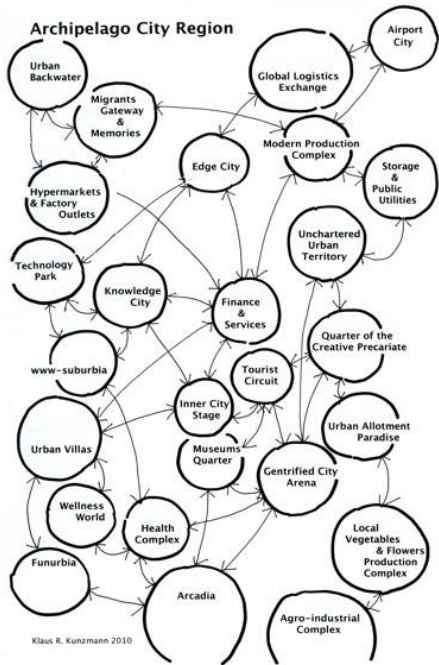 Archipelago City Region
Airport
City
Urban
Backwater
Global Logistics
Exchange
Migrants
Gateway
&
Memories
Modern Production
Complex
Edge City
Storage
&
Public
Utilities
Hypermarkets
& Factory
Outlets
Unchartered
Urban
Territory
Technology
Park
Knowledge
City
Finance
&
Services
Quarter of the
Creative Precariate
www-suburbia
Tourist
Circuit
Inner City
Stage
Urban Allotment
Paradise
Urban Villas
Museums
Quarter
Gentrified City
Arena
Wellness
World
Health
Complex
Local
Vegetables
& Flowers
Production
Complex
Funurbia
Arcadia
Agro-industrial
Complex
Klaus R. Kunzmann 2010